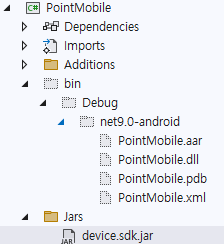 C# PointMobile
Dependencies
Imports
Additions
bin
Debug
net9.0-android
PointMobile.aar
PointMobile.dll
PointMobile.pdb
PointMobile.xml
Jars
JAR device.sdk.jar